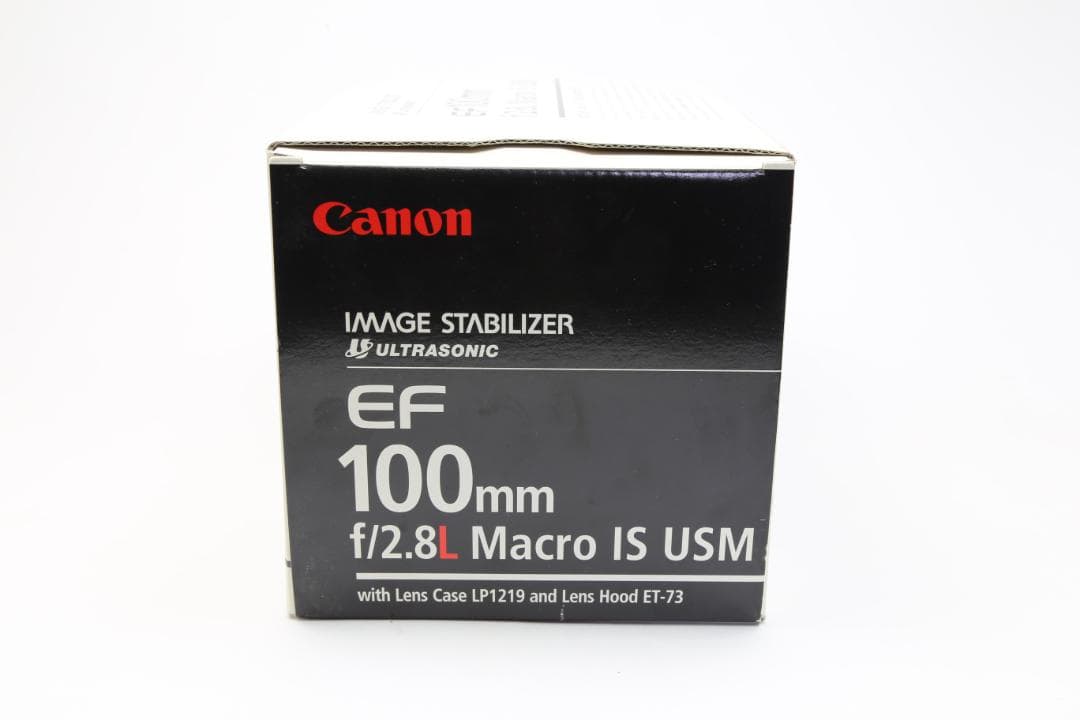 Canon
IMAGE STABILIZER
ULTRASONIC
EF
100mm
f/2.8L Macro IS USM
with Lens Case LP1219 and Lens Hood ET-73